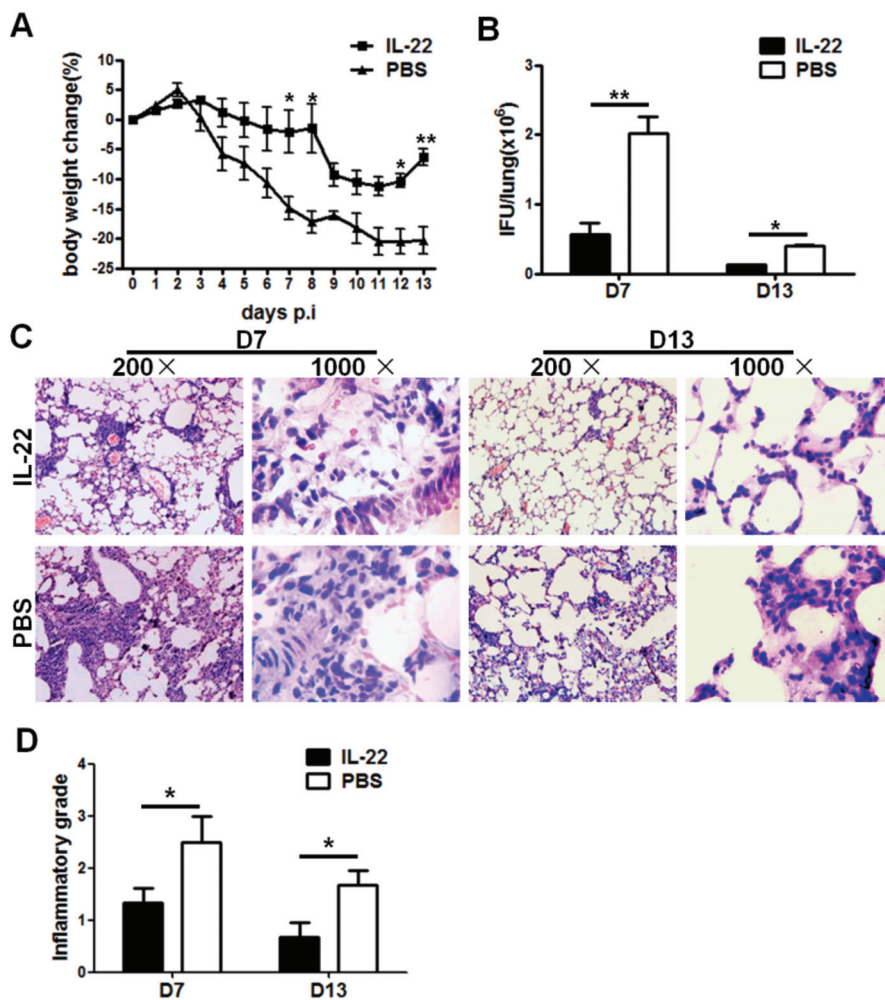 A
IL-22
PBS
body weight change(%)
10
5
0
-5
-10
-15
-20
-25
0 1 2 3 4 5 6 7 8 9 10 11 12 13
days p.i
* * * **
B
IL-22
PBS
IFU/lung(x10⁶)
3
2
1
0
**
*
D7 D13
C
D7 D13
200 × 1000 × 200 × 1000 ×
IL-22
PBS
D
IL-22
PBS
Inflammatory grade
4
3
2
1
0
*
*
D7 D13